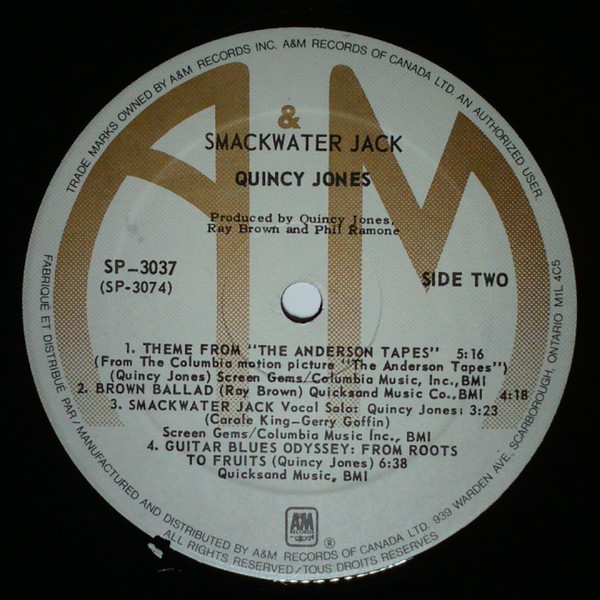 TRADE MARKS OWNED BY A&M RECORDS INC. A&M RECORDS OF CANADA LTD. AN AUTHORIZED USER.
&
SMACKWATER JACK
QUINCY JONES
Produced by Quincy Jones,
Ray Brown and Phil Ramone
SP-3037
(SP-3074)
SIDE TWO
1. THEME FROM "THE ANDERSON TAPES" 5:16
(From The Columbia motion picture "The Anderson Tapes")
(Quincy Jones) Screen Gems/Columbia Music, Inc., BMI
2. BROWN BALLAD (Ray Brown) Quicksand Music Co., BMI 4:18
3. SMACKWATER JACK Vocal Solo: Quincy Jones: 3:23
(Carole King-Gerry Goffin)
Screen Gems/Columbia Music Inc., BMI
4. GUITAR BLUES ODYSSEY: FROM ROOTS
TO FRUITS (Quincy Jones) 6:38
Quicksand Music, BMI
A&M
RECORDS
®
FABRIQUÉ ET DISTRIBUÉ PAR/MANUFACTURED AND DISTRIBUTED BY A&M RECORDS OF CANADA LTD. 939 WARDEN AVE, SCARBOROUGH, ONTARIO M1L 4C5
ALL RIGHTS RESERVED/TOUS DROITS RESERVÉS